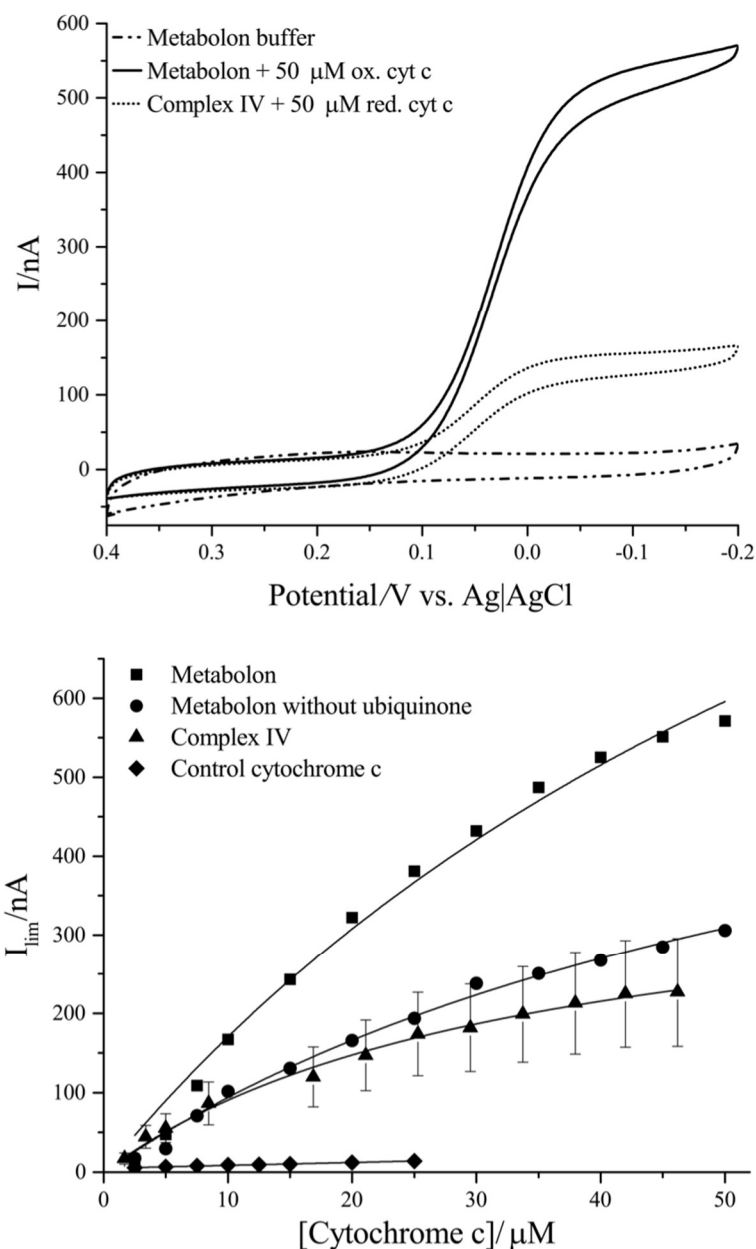 600
500
400
300
200
100
0
I/nA
Metabolon buffer
Metabolon + 50 μM ox. cyt c
Complex IV + 50 μM red. cyt c
0.4 0.3 0.2 0.1 0.0 -0.1 -0.2
Potential/V vs. Ag|AgCl
600
500
400
300
200
100
0
I_lim/nA
Metabolon
Metabolon without ubiquinone
Complex IV
Control cytochrome c
0 10 20 30 40 50
[Cytochrome c]/ μM